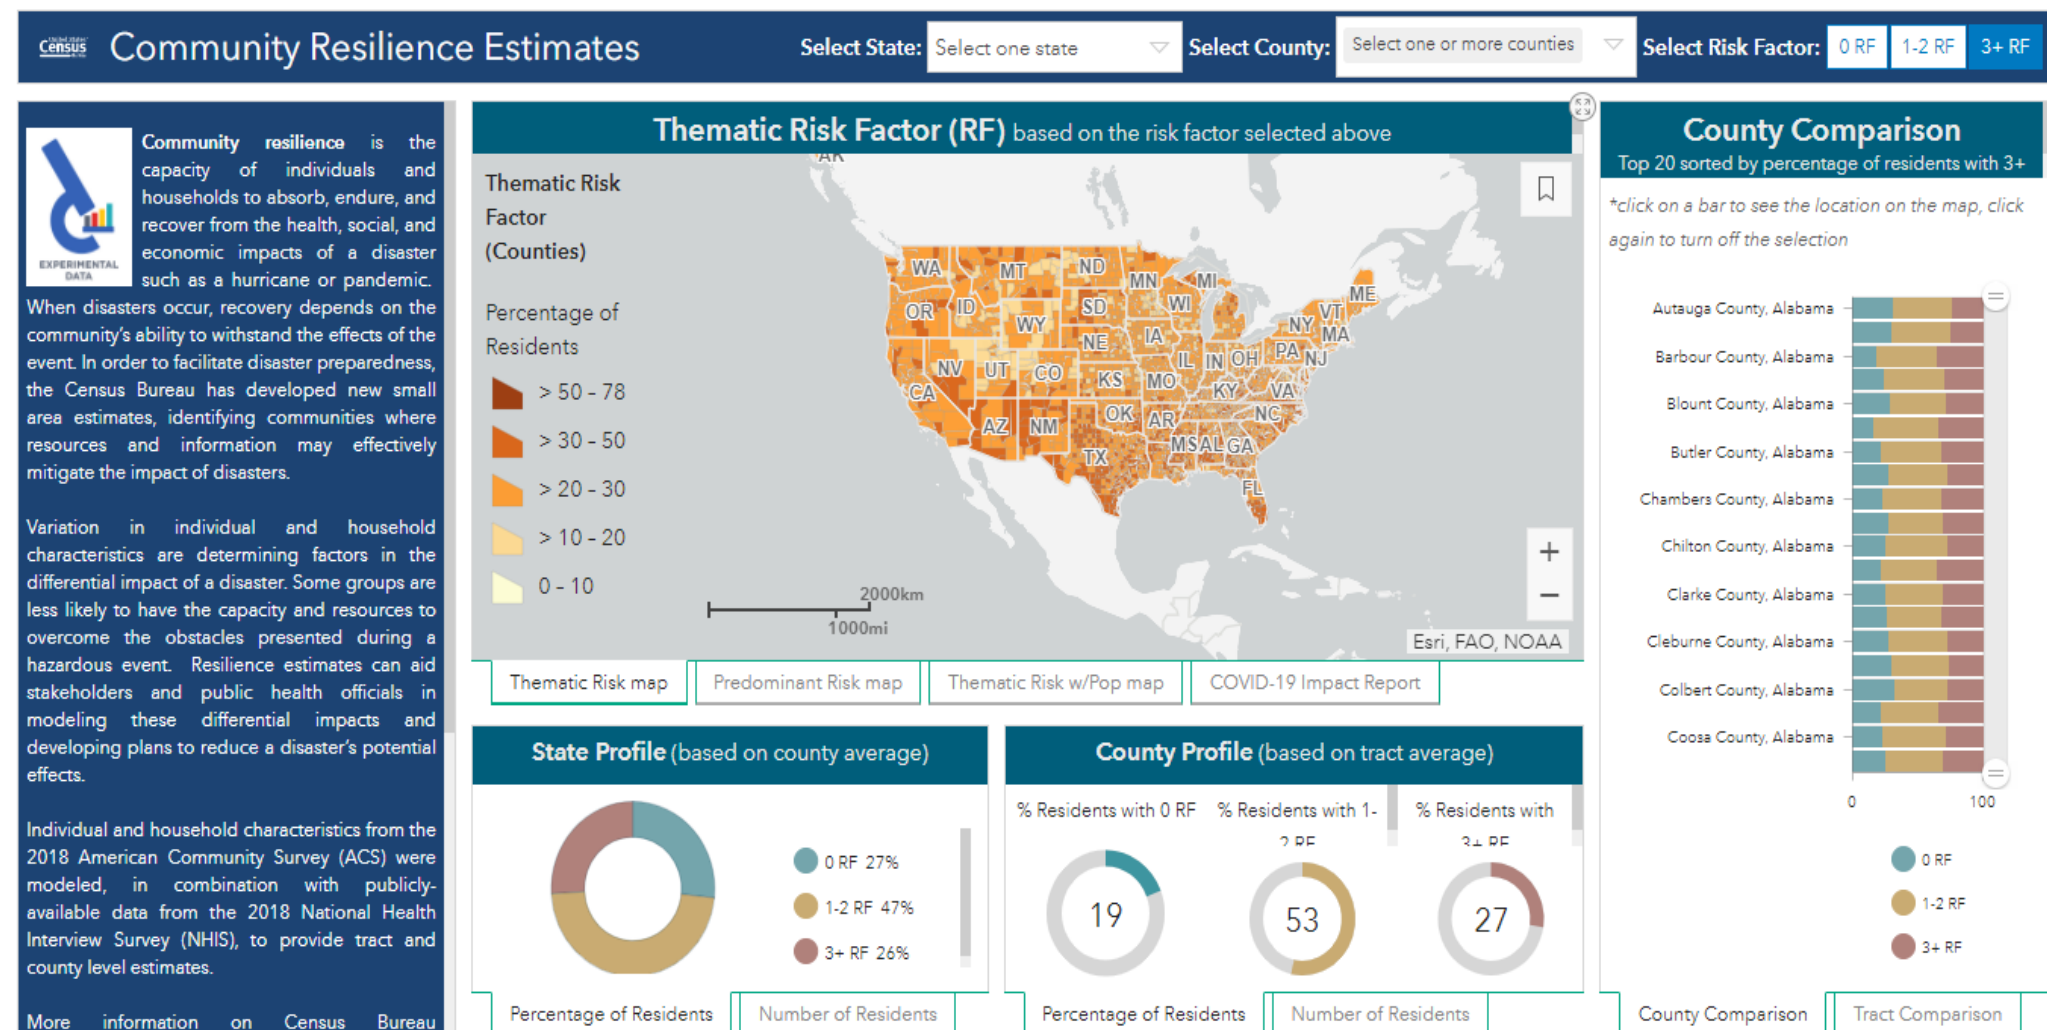 United States
Census
Community Resilience Estimates
Select State:
Select one state
Select County:
Select one or more counties
Select Risk Factor:
0 RF
1-2 RF
3+ RF
EXPERIMENTAL
DATA
Community resilience is the
capacity of individuals and
households to absorb, endure, and
recover from the health, social, and
economic impacts of a disaster
such as a hurricane or pandemic.
When disasters occur, recovery depends on the
community's ability to withstand the effects of the
event. In order to facilitate disaster preparedness,
the Census Bureau has developed new small
area estimates, identifying communities where
resources and information may effectively
mitigate the impact of disasters.
Variation in individual and household
characteristics are determining factors in the
differential impact of a disaster. Some groups are
less likely to have the capacity and resources to
overcome the obstacles presented during a
hazardous event. Resilience estimates can aid
stakeholders and public health officials in
modeling these differential impacts and
developing plans to reduce a disaster's potential
effects.
Individual and household characteristics from the
2018 American Community Survey (ACS) were
modeled, in combination with publicly-
available data from the 2018 National Health
Interview Survey (NHIS), to provide tract and
county level estimates.
More information on Census Bureau
Thematic Risk Factor (RF) based on the risk factor selected above
Thematic Risk
Factor
(Counties)
Percentage of
Residents
> 50 - 78
> 30 - 50
> 20 - 30
> 10 - 20
0 - 10
AK
WA
MT
ND
MN
MI
ME
OR
ID
SD
WI
VT
WY
NY
MA
NE
IA
NV
UT
CO
IL
IN
OH
PA
NJ
CA
KS
MO
KY
VA
AZ
NM
OK
AR
NC
TX
MS
AL
GA
FL
2000km
1000mi
Esri, FAO, NOAA
Thematic Risk map
Predominant Risk map
Thematic Risk w/Pop map
COVID-19 Impact Report
State Profile (based on county average)
0 RF 27%
1-2 RF 47%
3+ RF 26%
Percentage of Residents
Number of Residents
County Profile (based on tract average)
% Residents with 0 RF
% Residents with 1-
2 RF
% Residents with
3+ RF
19
53
27
Percentage of Residents
Number of Residents
County Comparison
Top 20 sorted by percentage of residents with 3+
*click on a bar to see the location on the map, click
again to turn off the selection
Autauga County, Alabama
Barbour County, Alabama
Blount County, Alabama
Butler County, Alabama
Chambers County, Alabama
Chilton County, Alabama
Clarke County, Alabama
Cleburne County, Alabama
Colbert County, Alabama
Coosa County, Alabama
0
100
0 RF
1-2 RF
3+ RF
County Comparison
Tract Comparison